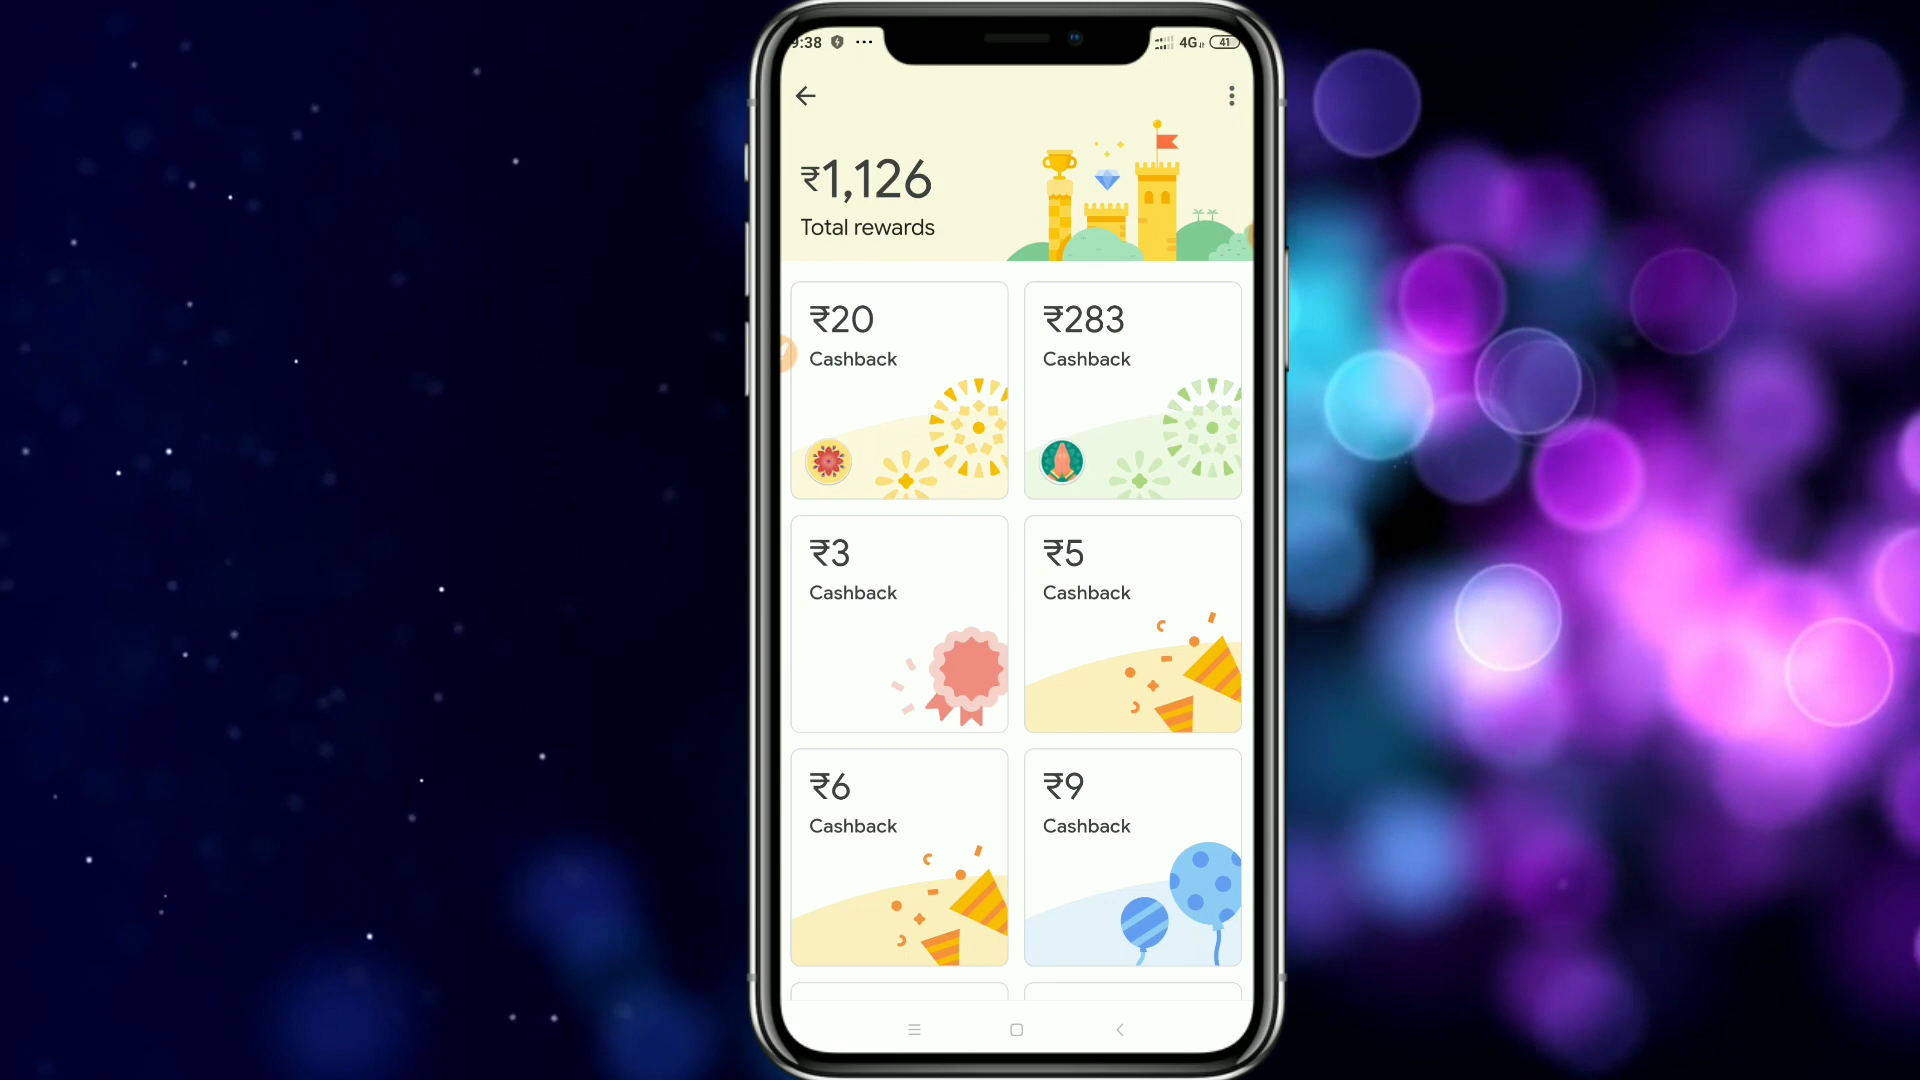 9:38 ... 4G 41
₹1,126
Total rewards
₹20
Cashback
₹283
Cashback
₹3
Cashback
₹5
Cashback
₹6
Cashback
₹9
Cashback